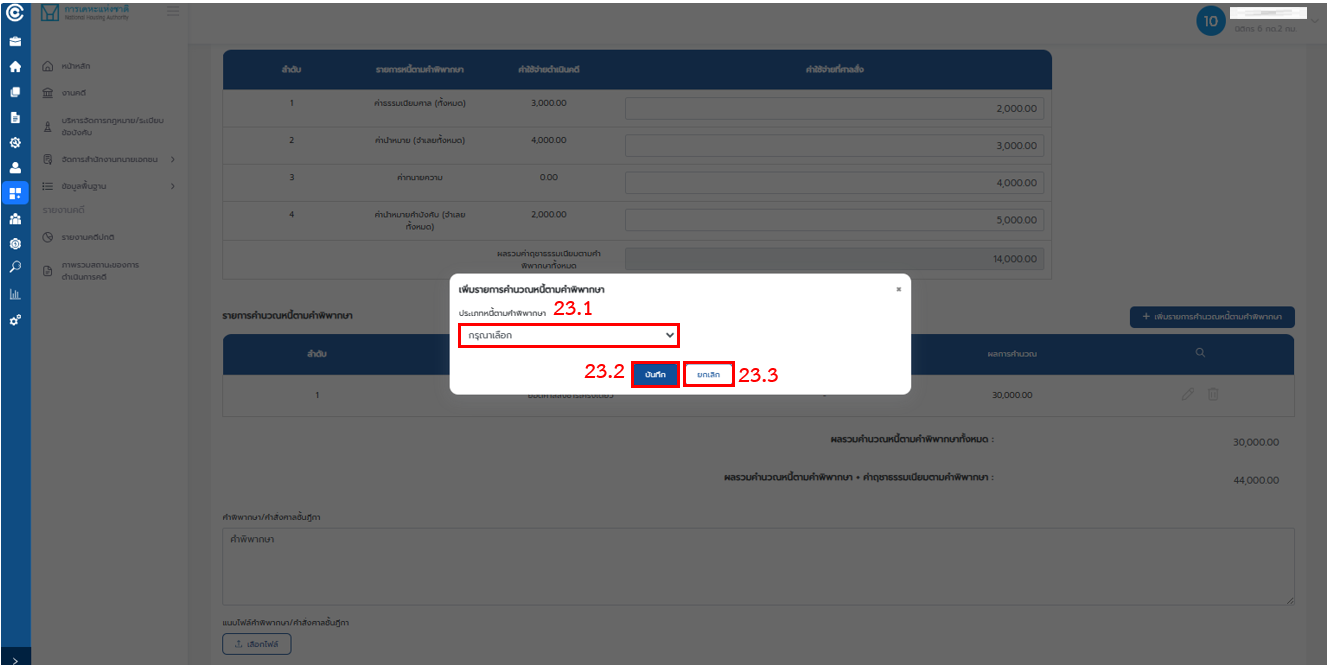 การเคหะแห่งชาติ
National Housing Authority
10
นิติกร 6 กต.2 กม
หน้าหลัก
งานคดี
บริหารจัดการกฎหมาย/ระเบียบ
ข้อบังคับ
จัดการสำนักงานทนายเอกชน
ข้อมูลพื้นฐาน
รายงานคดี
รายงานคดีปกติ
ภาพรวมสถานะของการ
ดำเนินการคดี
ลำดับ รายการหนี้ตามคำพิพากษา ค่าใช้จ่ายดำเนินคดี ค่าใช้จ่ายที่ศาลสั่ง
1 ค่าธรรมเนียมศาล (ทั้งหมด) 3,000.00 2,000.00
2 ค่านำหมาย (จำเลยทั้งหมด) 4,000.00 3,000.00
3 ค่าทนายความ 0.00 4,000.00
4 ค่านำหมายคำบังคับ (จำเลย 2,000.00 5,000.00
ทั้งหมด)
ผลรวมค่าฤชาธรรมเนียมตามคำ
พิพากษาทั้งหมด 14,000.00
เพิ่มรายการคำนวณหนี้ตามคำพิพากษา ×
ประเภทหนี้ตามคำพิพากษา 23.1
กรุณาเลือก
23.2 บันทึก ยกเลิก 23.3
รายการคำนวณหนี้ตามคำพิพากษา + เพิ่มรายการคำนวณหนี้ตามคำพิพากษา
ลำดับ ผลการคำนวณ
1 30,000.00
ผลรวมคำนวณหนี้ตามคำพิพากษาทั้งหมด : 30,000.00
ผลรวมคำนวณหนี้ตามคำพิพากษา + ค่าฤชาธรรมเนียมตามคำพิพากษา : 44,000.00
คำพิพากษา/คำสั่งศาลชั้นฎีกา
คำพิพากษา
แนบไฟล์คำพิพากษา/คำสั่งศาลชั้นฎีกา
เลือกไฟล์